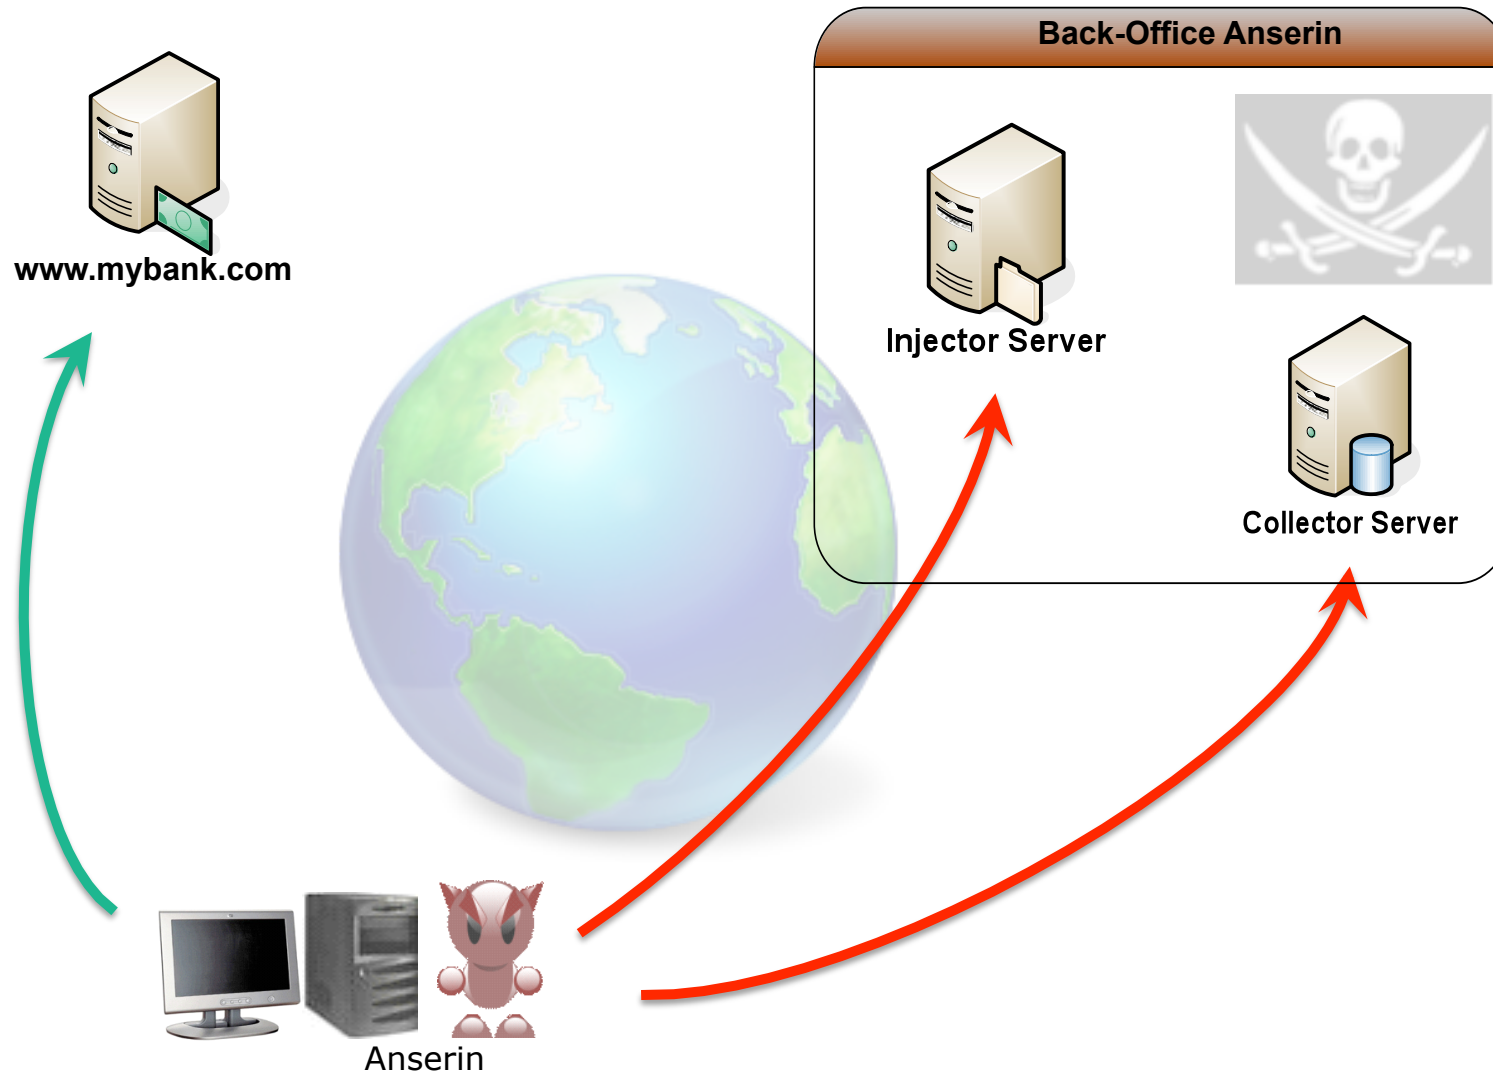 Back-Office Anserin
www.mybank.com
Injector Server
Collector Server
Anserin